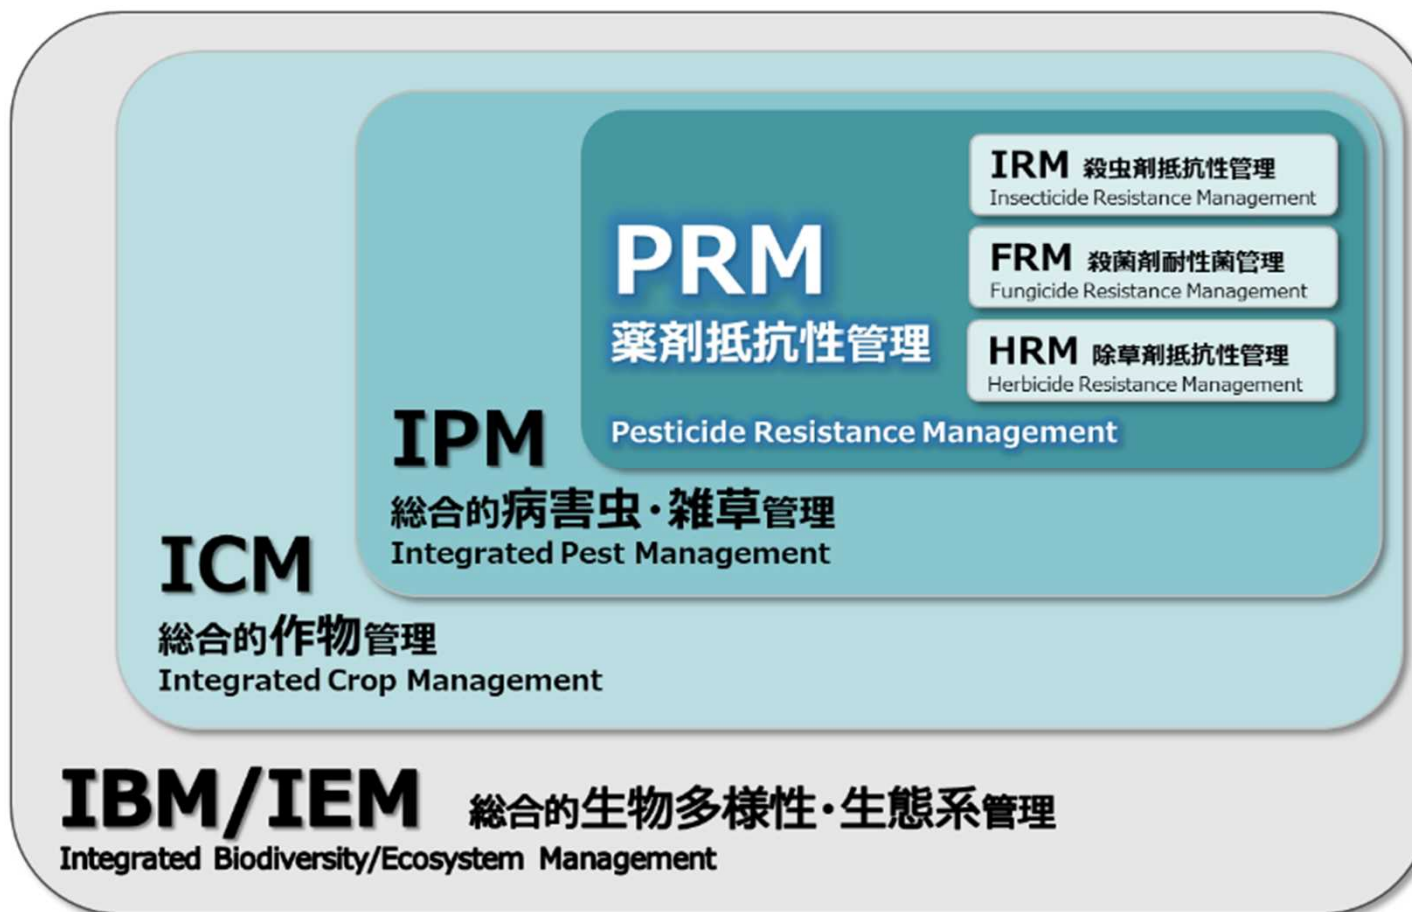 IRM 殺虫剤抵抗性管理
Insecticide Resistance Management
FRM 殺菌剤耐性菌管理
Fungicide Resistance Management
HRM 除草剤抵抗性管理
Herbicide Resistance Management
PRM
薬剤抵抗性管理
Pesticide Resistance Management
IPM
総合的病害虫・雑草管理
Integrated Pest Management
ICM
総合的作物管理
Integrated Crop Management
IBM/IEM 総合的生物多様性・生態系管理
Integrated Biodiversity/Ecosystem Management